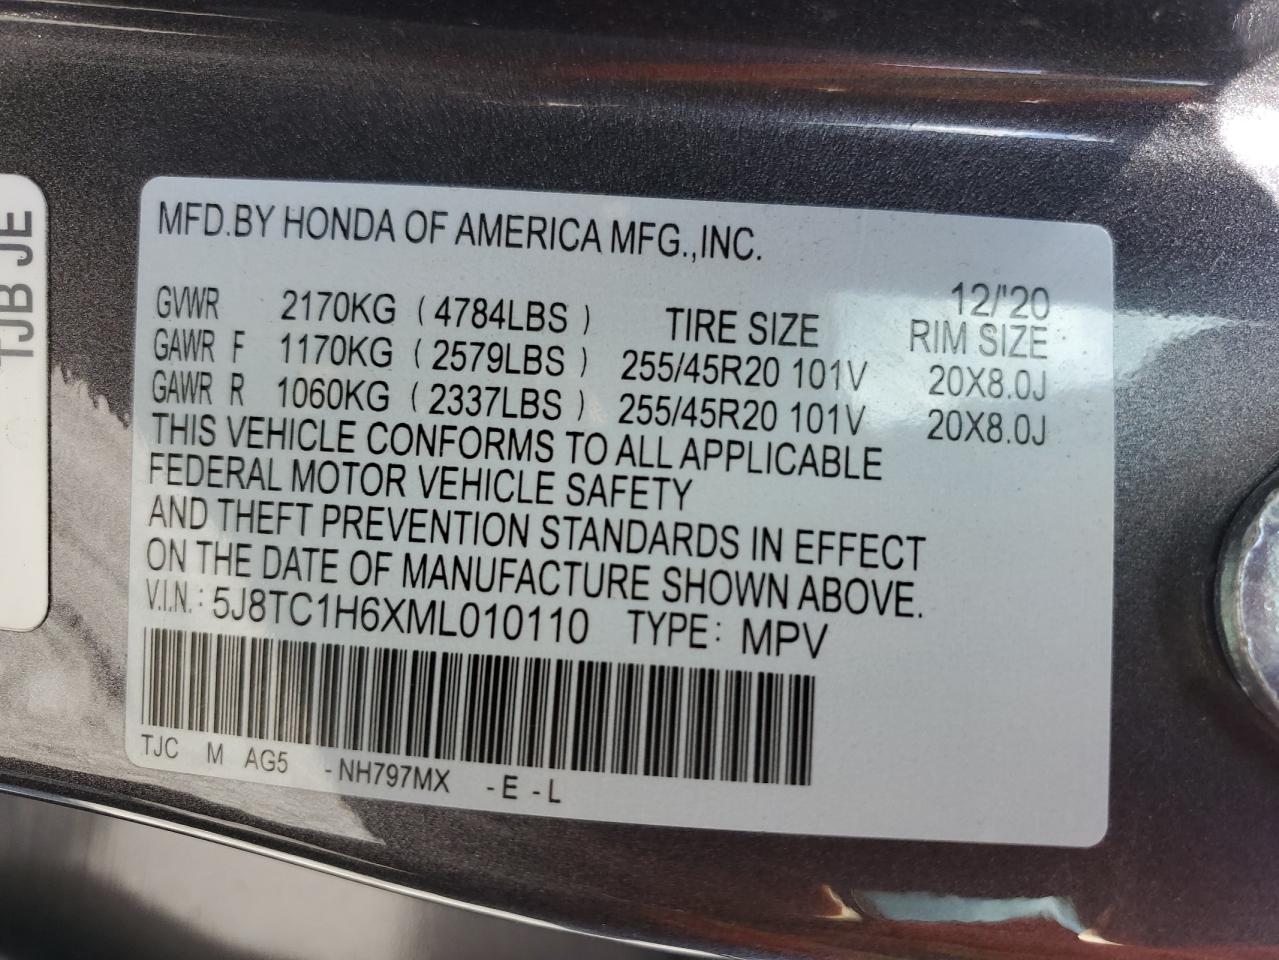 MFD.BY HONDA OF AMERICA MFG.,INC.
12/'20
GVWR 2170KG ( 4784LBS ) TIRE SIZE RIM SIZE
GAWR F 1170KG ( 2579LBS ) 255/45R20 101V 20X8.0J
GAWR R 1060KG ( 2337LBS ) 255/45R20 101V 20X8.0J
THIS VEHICLE CONFORMS TO ALL APPLICABLE
FEDERAL MOTOR VEHICLE SAFETY
AND THEFT PREVENTION STANDARDS IN EFFECT
ON THE DATE OF MANUFACTURE SHOWN ABOVE.
V.I.N.: 5J8TC1H6XML010110 TYPE: MPV
TJC M AG5 -NH797MX -E -L
TJB JE